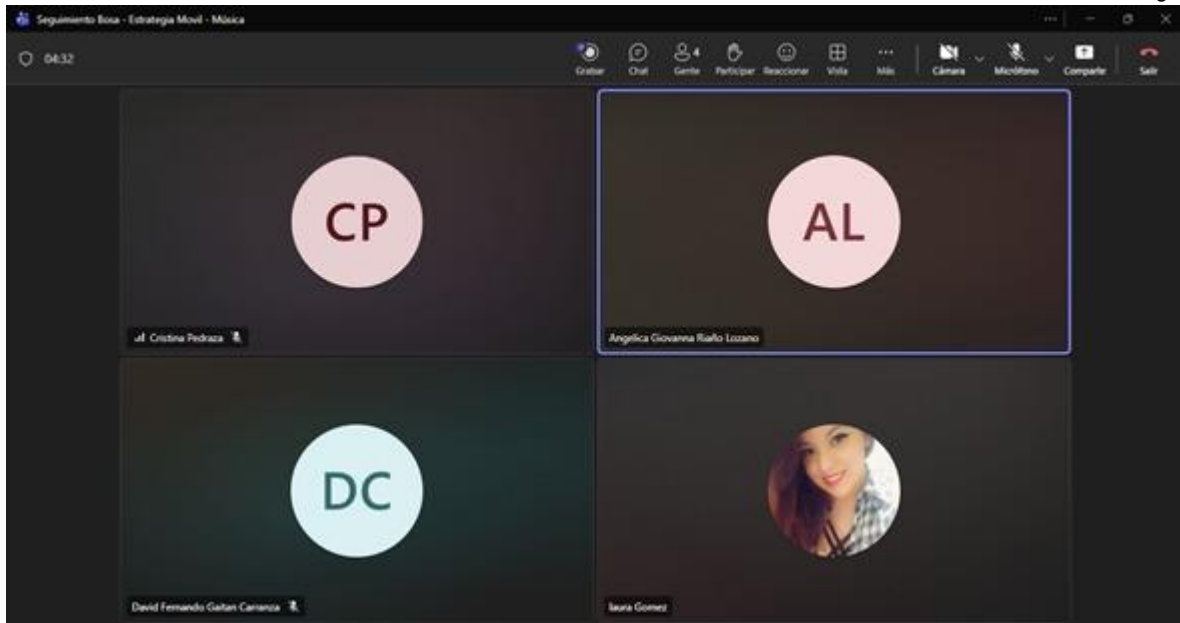 Seguimiento Bosa - Estrategia Movil - Música
04:32
Grabar
Chat
4
Gente
Participar
Reaccionar
Vista
Más
Cámara
Micrófono
Compartir
Salir
CP
AL
Cristina Pedraza
Angelica Giovanna Riaño Lozano
DC
David Fernando Gaitan Carranza
laura Gomez